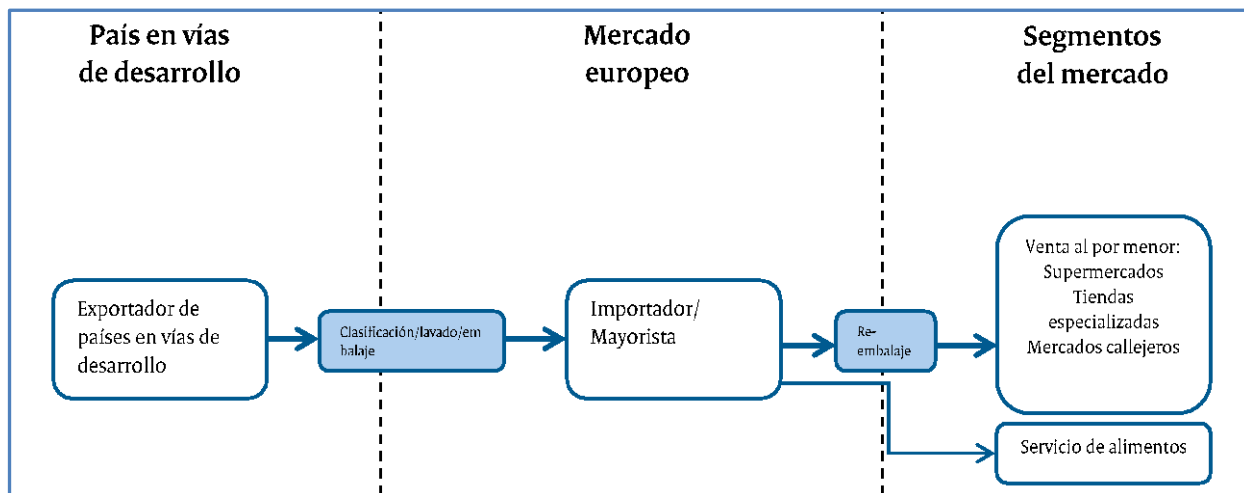 País en vías
de desarrollo
Mercado
europeo
Segmentos
del mercado
Exportador de
países en vías de
desarrollo
Clasificación/lavado/em
balaje
Importador/
Mayorista
Re-
embalaje
Venta al por menor:
Supermercados
Tiendas
especializadas
Mercados callejeros
Servicio de alimentos